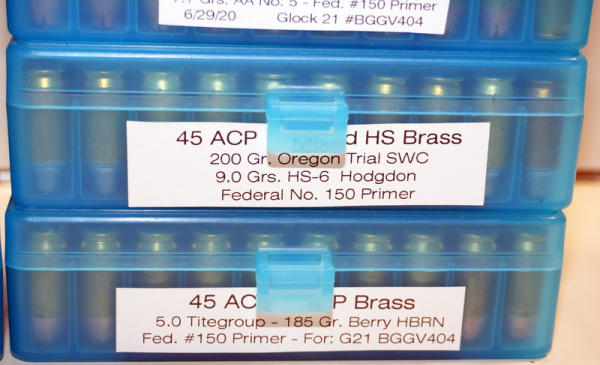 7.7 Grs. AA No. 5 - Fed. #150 Primer
6/29/20 Glock 21 #BGGV404
45 ACP Mixed HS Brass
200 Gr. Oregon Trial SWC
9.0 Grs. HS-6 Hodgdon
Federal No. 150 Primer
45 AC P Brass
5.0 Titegroup - 185 Gr. Berry HBRN
Fed. #150 Primer - For: G21 BGGV404